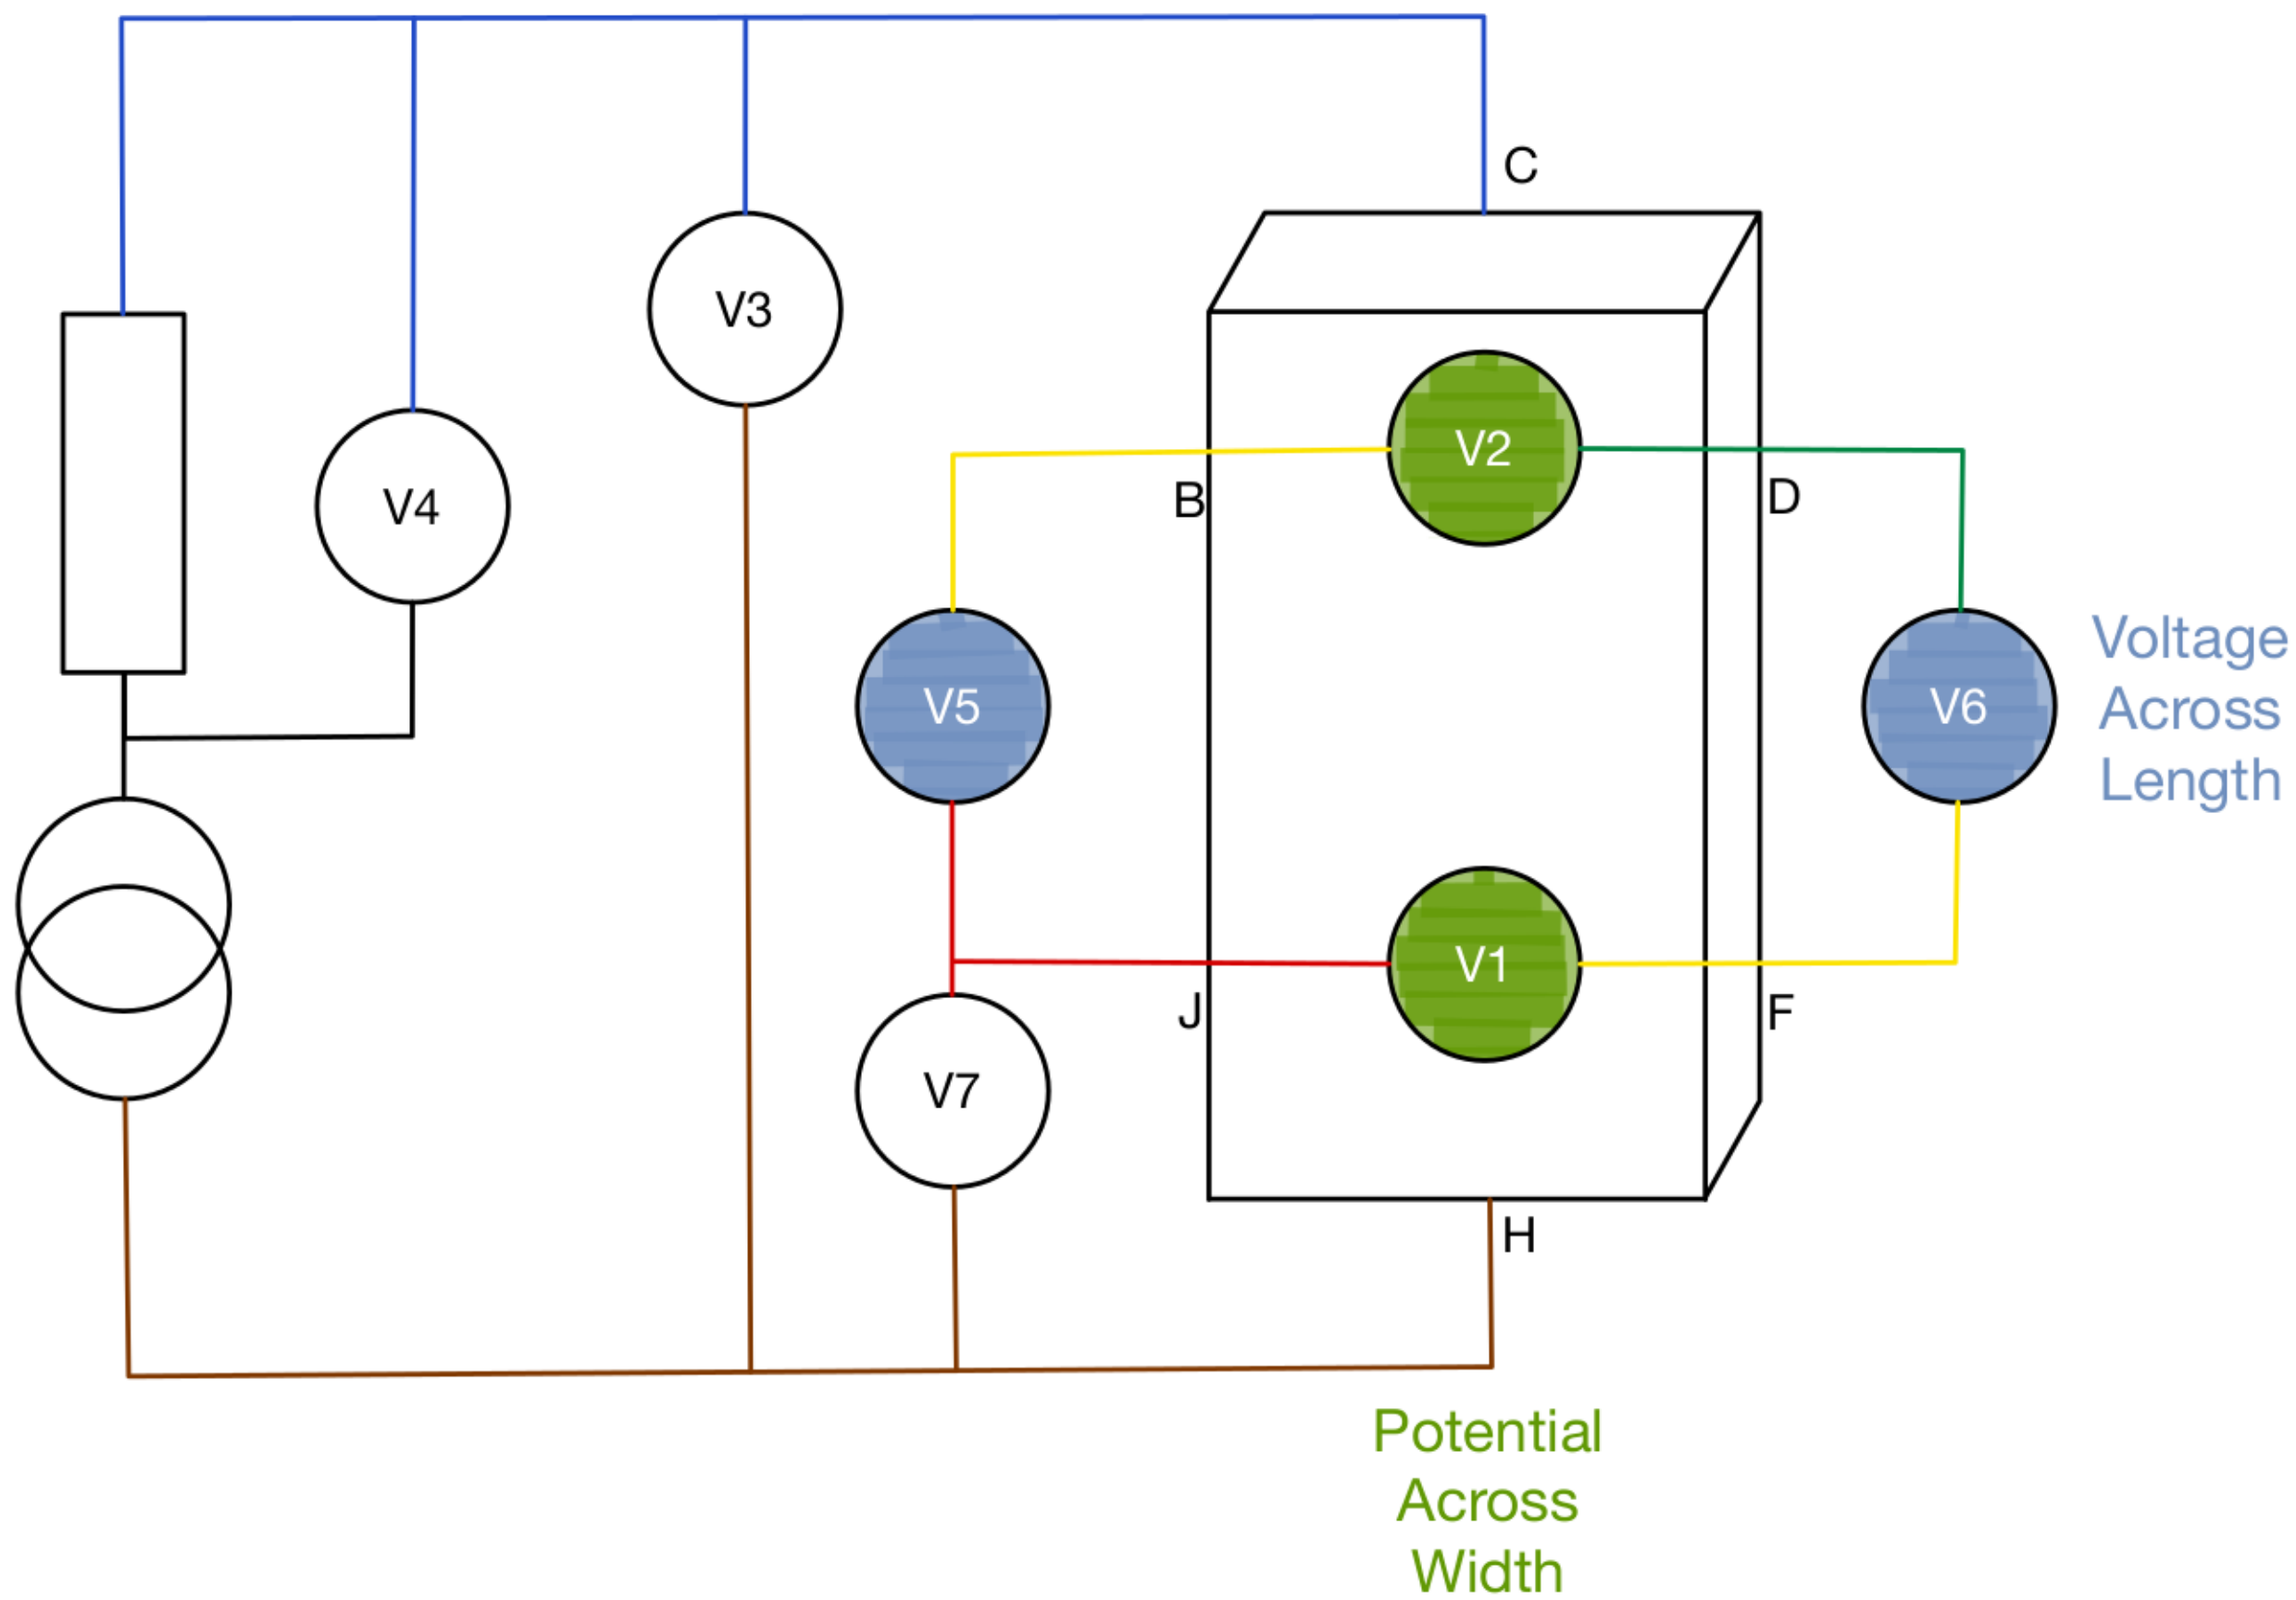 C
V3
V2
B
D
V4
V5
V6
Voltage
Across
Length
V1
J
F
V7
H
Potential
Across
Width